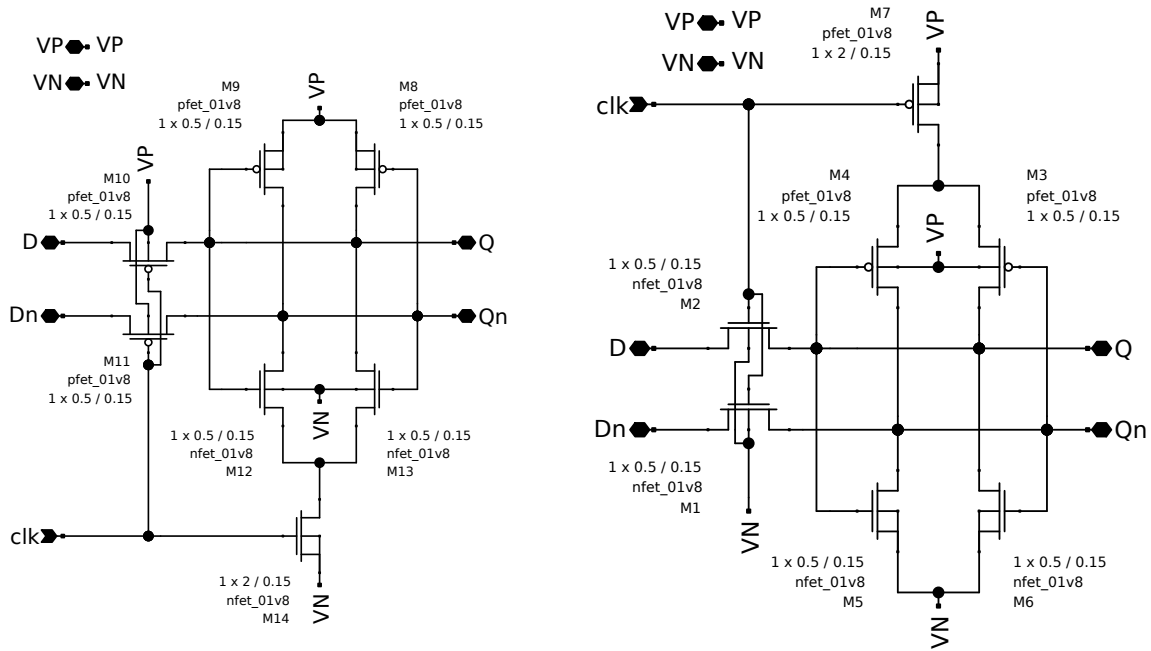 VP VP
VN VN
M9
pfet_01v8
1 x 0.5 / 0.15
VP
M8
pfet_01v8
1 x 0.5 / 0.15
VP
M10
pfet_01v8
1 x 0.5 / 0.15
D
Q
Dn
Qn
M11
pfet_01v8
1 x 0.5 / 0.15
VN
1 x 0.5 / 0.15
nfet_01v8
M12
1 x 0.5 / 0.15
nfet_01v8
M13
clk
1 x 2 / 0.15
nfet_01v8
M14
VN
VP VP
VN VN
M7
pfet_01v8
1 x 2 / 0.15
VP
clk
M4
pfet_01v8
1 x 0.5 / 0.15
M3
pfet_01v8
1 x 0.5 / 0.15
VP
1 x 0.5 / 0.15
nfet_01v8
M2
D
Q
Dn
Qn
1 x 0.5 / 0.15
nfet_01v8
M1
VN
1 x 0.5 / 0.15
nfet_01v8
M5
1 x 0.5 / 0.15
nfet_01v8
M6
VN